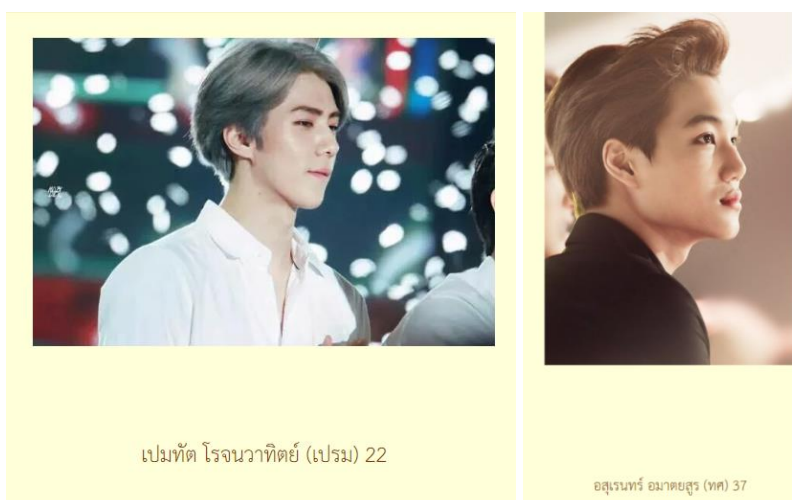 เปมทัต โรจนวาทิตย์ (เปรม) 22
อสุเรนทร์ อมาตยสูร (ทศ) 37